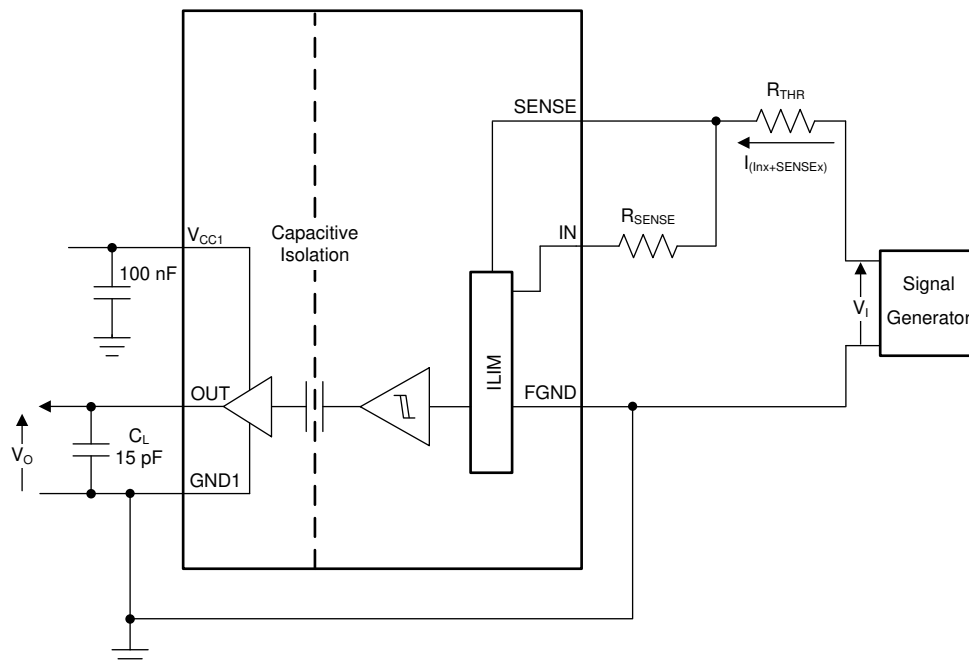 SENSE
R_THR
I_(Inx+SENSEx)
R_SENSE
IN
V_CC1
Capacitive
Isolation
100 nF
Signal
Generator
V_I
ILIM
OUT
FGND
C_L
15 pF
V_O
GND1